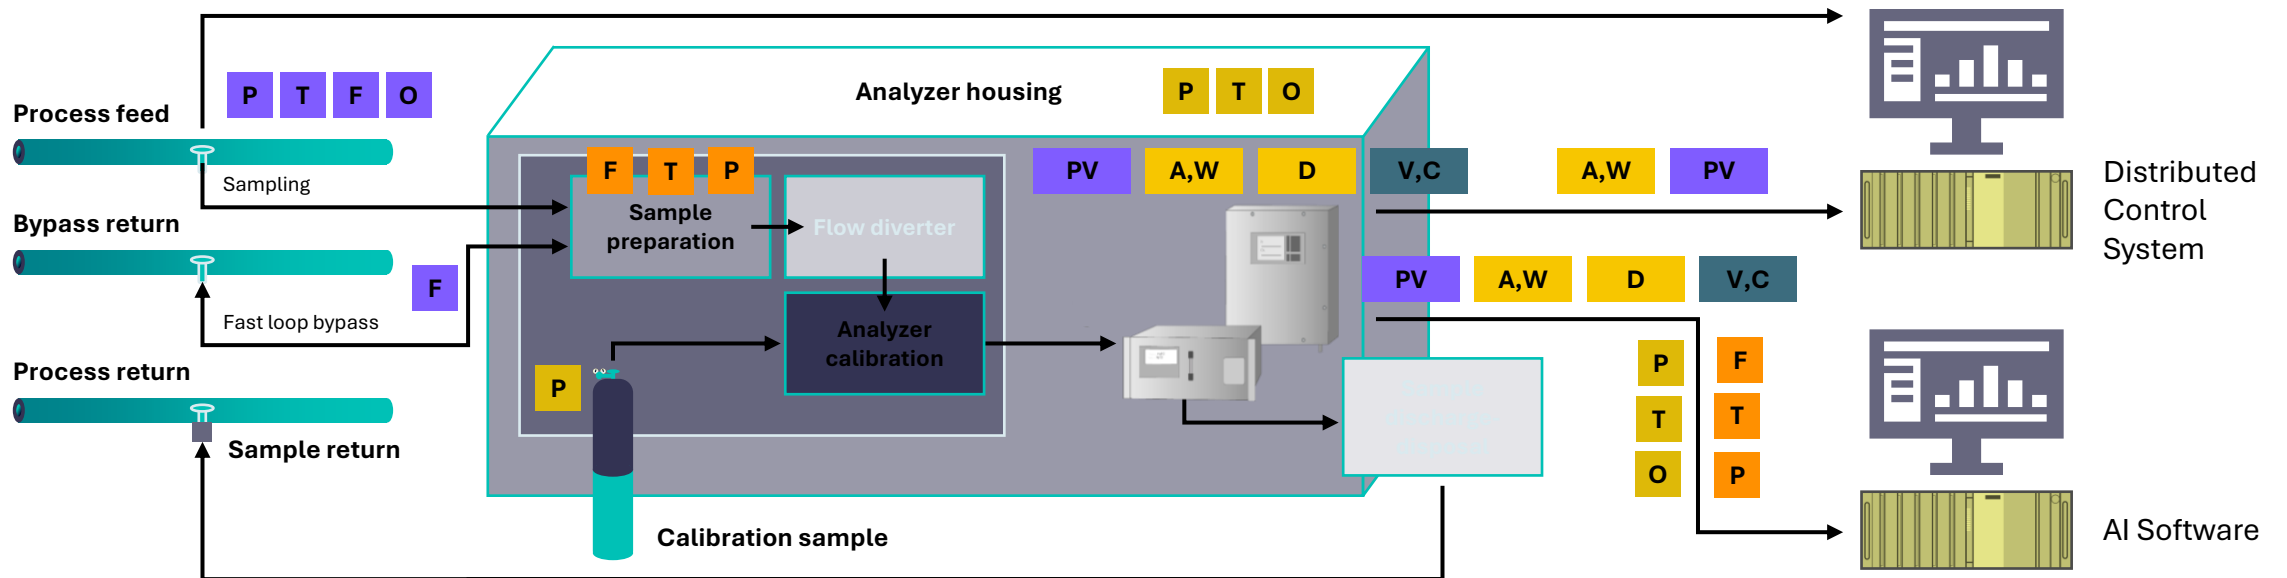 P T F O
Process feed
Sampling
Bypass return
F
Fast loop bypass
Process return
Sample return
Analyzer housing
P T O
F T P
Sample
preparation
Flow diverter
Analyzer
calibration
P
Calibration sample
PV A,W D V,C
A,W PV
PV A,W D V,C
P F
T T
O P
Distributed
Control
System
AI Software